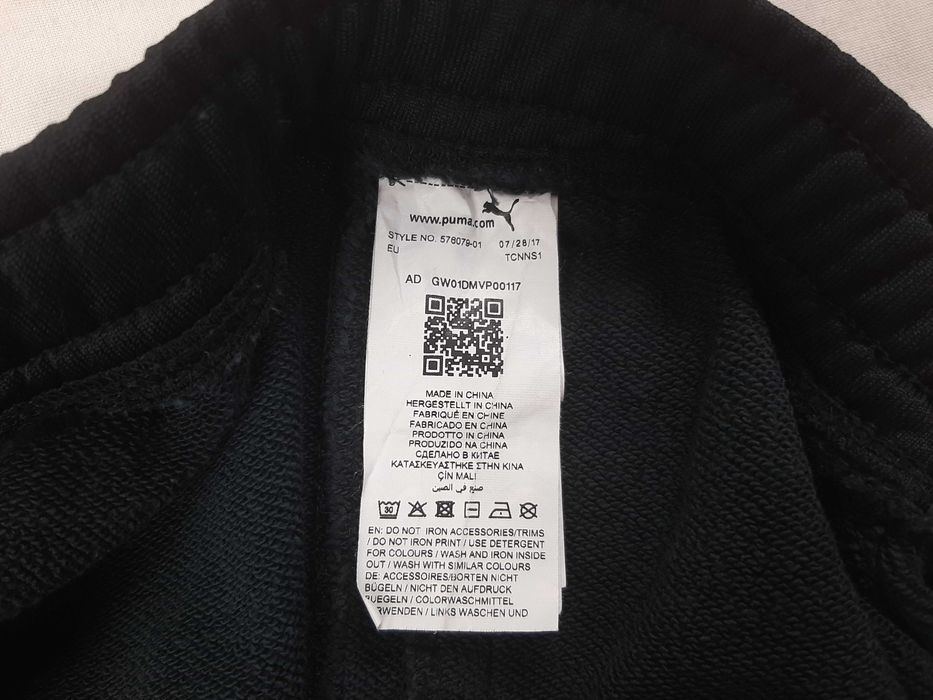 www.puma.com
STYLE NO. 576079-01 07/28/17
EU TCNNS1
AD GW01DMVP00117
MADE IN CHINA
HERGESTELLT IN CHINA
FABRIQUÉ EN CHINE
FABRICADO EN CHINA
PRODOTTO IN CHINA
PRODUZIDO NA CHINA
СДЕЛАНО В КИТАЕ
ΚΑΤΑΣΚΕΥΑΣΤΗΚΕ ΣΤΗΝ ΚΙΝΑ
ÇİN MALI
صنع في الصين
30
EN: DO NOT IRON ACCESSORIES/TRIMS
/ DO NOT IRON PRINT / USE DETERGENT
FOR COLOURS / WASH AND IRON INSIDE
OUT / WASH WITH SIMILAR COLOURS
DE: ACCESSOIRES/BORTEN NICHT
BÜGELN / NICHT DEN AUFDRUCK
BUEGELN / COLORWASCHMITTEL
RWENDEN / LINKS WASCHEN UND